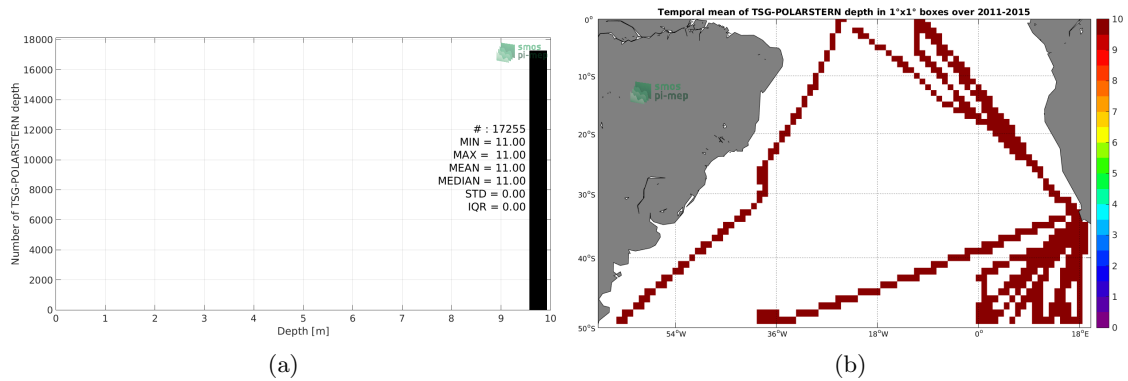 18000
16000
14000
12000
10000
8000
6000
4000
2000
0
Number of TSG-POLARSTERN depth
smos
pi-mep
# : 17255
MIN = 11.00
MAX = 11.00
MEAN = 11.00
MEDIAN = 11.00
STD = 0.00
IQR = 0.00
0 1 2 3 4 5 6 7 8 9 10
Depth [m]
(a)
Temporal mean of TSG-POLARSTERN depth in 1°x1° boxes over 2011-2015
0°
10°S
20°S
30°S
40°S
50°S
smos
pi-mep
54°W 36°W 18°W 0° 18°E
10
9
8
7
6
5
4
3
2
1
0
(b)